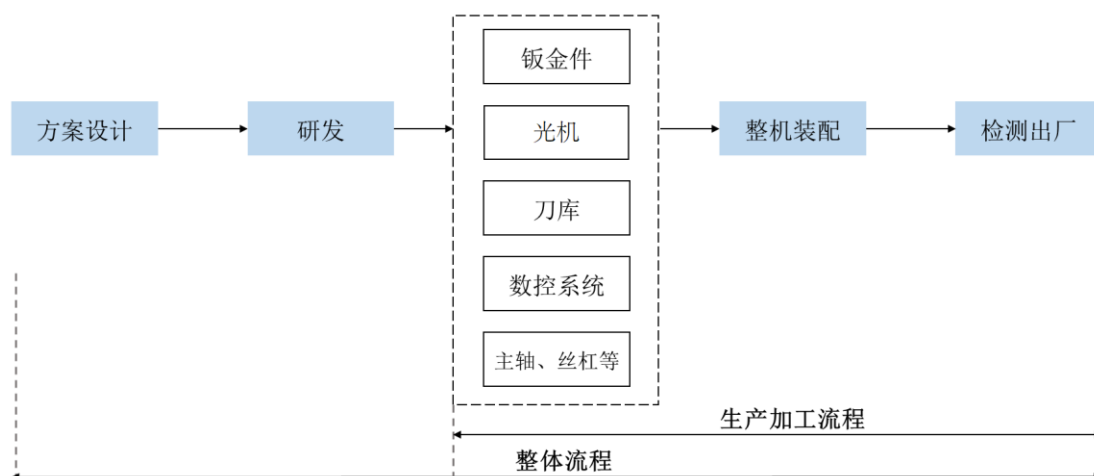 钣金件
方案设计
研发
光机
整机装配
检测出厂
刀库
数控系统
主轴、丝杠等
生产加工流程
整体流程